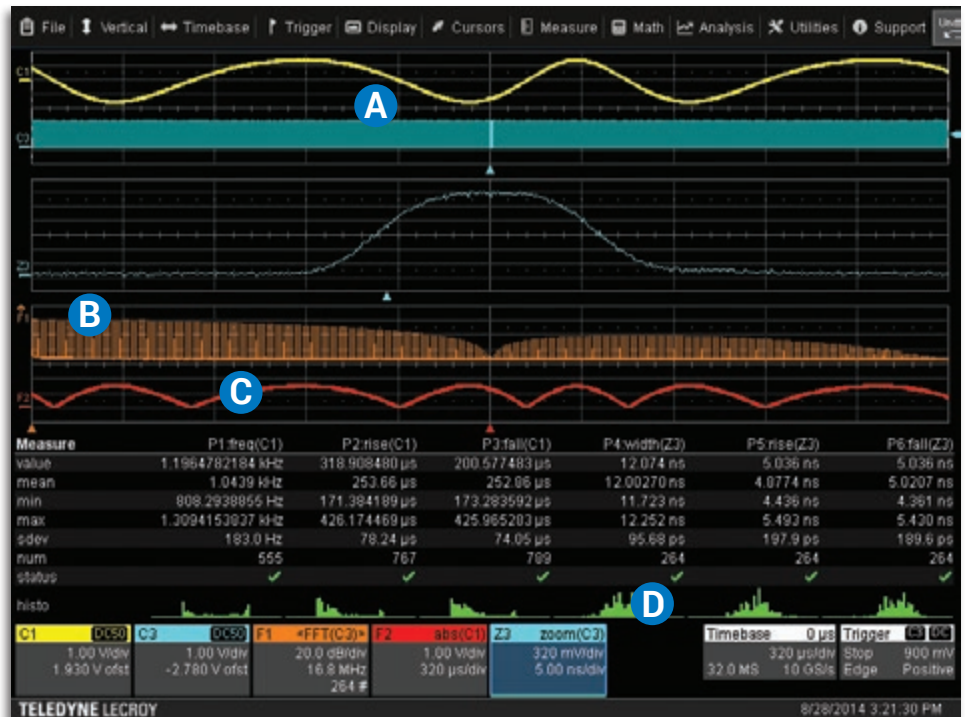 File Vertical Timebase Trigger Display Cursors Measure Math Analysis Utilities Support
C1
A
C3
Z3
F1
B
F2
C
Measure P1:freq(C1) P2:rise(C1) P3:fall(C1) P4:width(Z3) P5:rise(Z3) P6:fall(Z3)
value 1.1964782184 kHz 318.908480 µs 200.577483 µs 12.074 ns 5.036 ns 5.036 ns
mean 1.0439 kHz 253.66 µs 252.86 µs 12.00270 ns 4.8774 ns 5.0207 ns
min 808.2938855 Hz 171.384189 µs 173.283592 µs 11.723 ns 4.436 ns 4.361 ns
max 1.3094153837 kHz 426.174469 µs 425.965283 µs 12.252 ns 5.493 ns 5.430 ns
sdev 183.0 Hz 78.24 µs 74.05 µs 95.68 ps 197.9 ps 189.6 ps
num 555 767 789 264 264 264
status
histo
D
C1 DC50 C3 DC50 F1 <FFT(C3)> F2 abs(C1) Z3 zoom(C3) Timebase 0 µs Trigger C3 DC
1.00 V/div 1.00 V/div 20.0 dB/div 1.00 V/div 320 mV/div 320 µs/div Stop 900 mV
1.930 V ofst -2.780 V ofst 16.8 MHz 320 µs/div 5.00 ns/div 32.0 MS 10 GS/s Edge Positive
264 #
TELEDYNE LECROY 8/28/2014 3:21:30 PM